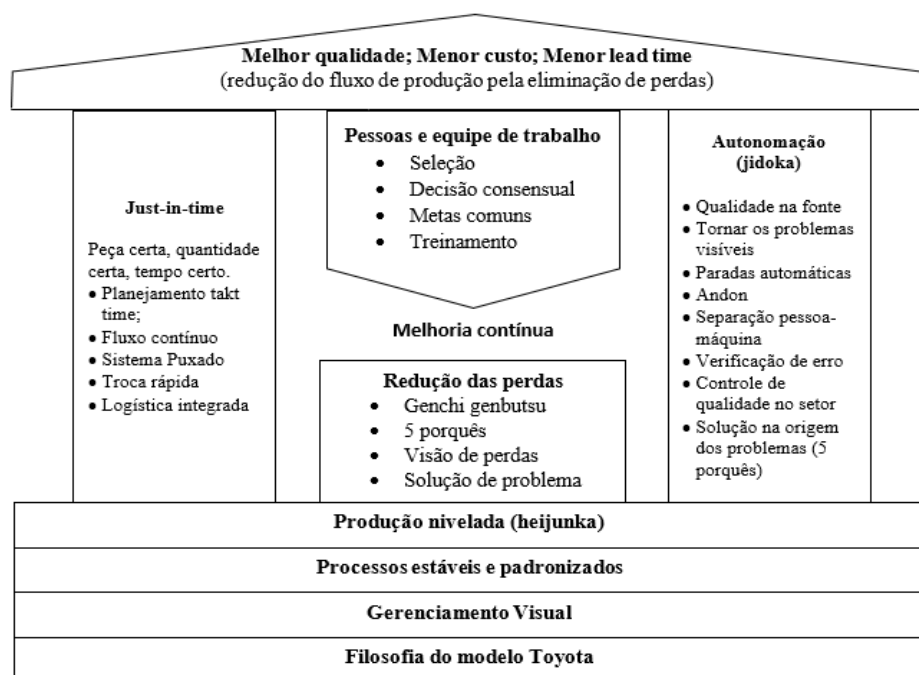 Melhor qualidade; Menor custo; Menor lead time
(redução do fluxo de produção pela eliminação de perdas)
Just-in-time
Peça certa, quantidade
certa, tempo certo.
• Planejamento takt
time;
• Fluxo contínuo
• Sistema Puxado
• Troca rápida
• Logística integrada
Pessoas e equipe de trabalho
• Seleção
• Decisão consensual
• Metas comuns
• Treinamento
Melhoria contínua
Redução das perdas
• Genchi genbutsu
• 5 porquês
• Visão de perdas
• Solução de problema
Autonomação
(jidoka)
• Qualidade na fonte
• Tornar os problemas
visíveis
• Paradas automáticas
• Andon
• Separação pessoa-
máquina
• Verificação de erro
• Controle de
qualidade no setor
• Solução na origem
dos problemas (5
porquês)
Produção nivelada (heijunka)
Processos estáveis e padronizados
Gerenciamento Visual
Filosofia do modelo Toyota